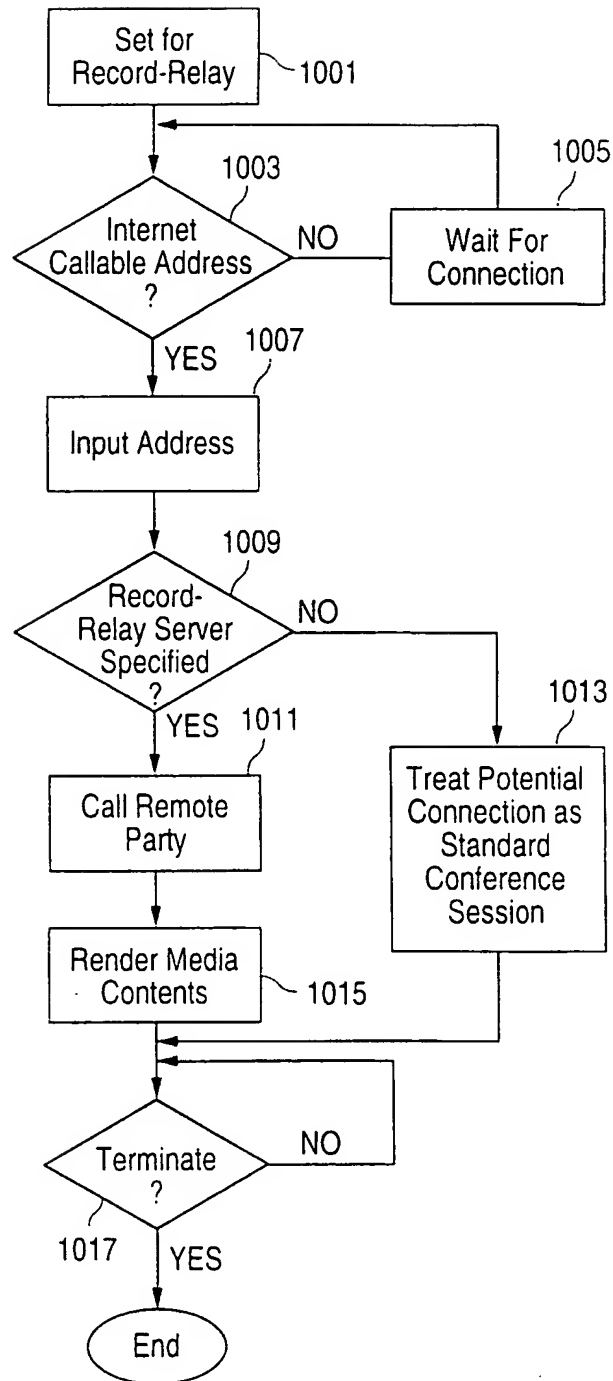 Set for
Record-Relay
1001
1003
1005
Internet
Callable Address
?
NO
Wait For
Connection
YES
1007
Input Address
1009
Record-
Relay Server
Specified
?
NO
YES
1011
1013
Call Remote
Party
Treat Potential
Connection as
Standard
Conference
Session
Render Media
Contents
1015
Terminate
?
NO
1017
YES
End